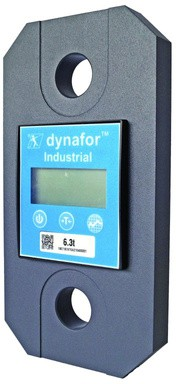 dynafor™
Industrial
-T-
6.3t